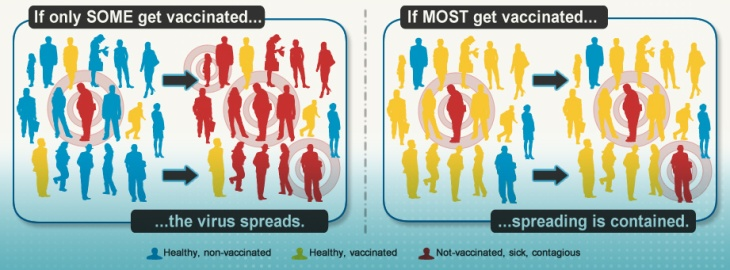 If only SOME get vaccinated...
...the virus spreads.
If MOST get vaccinated...
...spreading is contained.
Healthy, non-vaccinated
Healthy, vaccinated
Not-vaccinated, sick, contagious